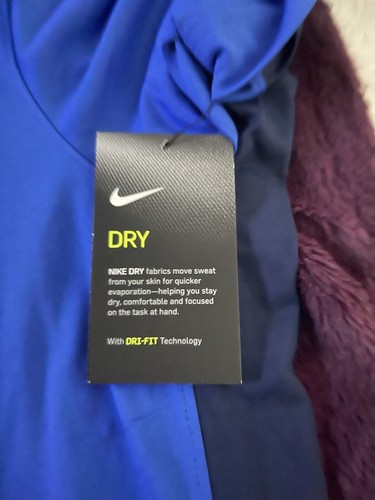 DRY
NIKE DRY fabrics move sweat
from your skin for quicker
evaporation—helping you stay
dry, comfortable and focused
on the task at hand.
With DRI-FIT Technology